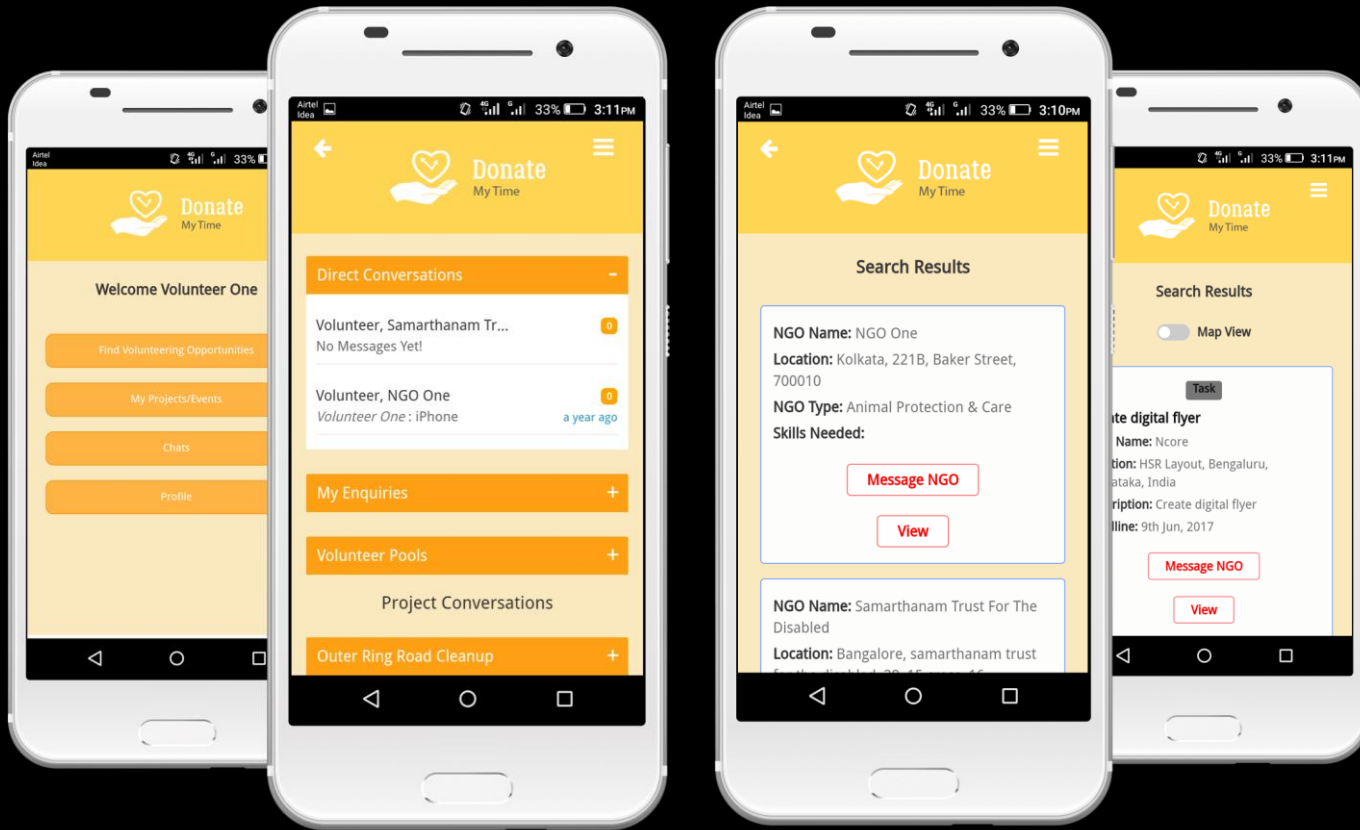 Airtel
Idea
4G G 33%
Donate
My Time
Welcome Volunteer One
Find Volunteering Opportunities
My Projects/Events
Chats
Profile
Airtel
Idea
4G G 33% 3:11PM
Donate
My Time
Direct Conversations −
Volunteer, Samarthanam Tr... 0
No Messages Yet!
Volunteer, NGO One 0
Volunteer One : iPhone a year ago
My Enquiries +
Volunteer Pools +
Project Conversations
Outer Ring Road Cleanup +
Airtel
Idea
4G G 33% 3:10PM
Donate
My Time
Search Results
NGO Name: NGO One
Location: Kolkata, 221B, Baker Street,
700010
NGO Type: Animal Protection & Care
Skills Needed:
Message NGO
View
NGO Name: Samarthanam Trust For The
Disabled
Location: Bangalore, samarthanam trust
4G G 33% 3:11PM
Donate
My Time
Search Results
Map View
Task
digital flyer
Name: Ncore
HSR Layout, Bengaluru,
India
Create digital flyer
9th Jun, 2017
Message NGO
View